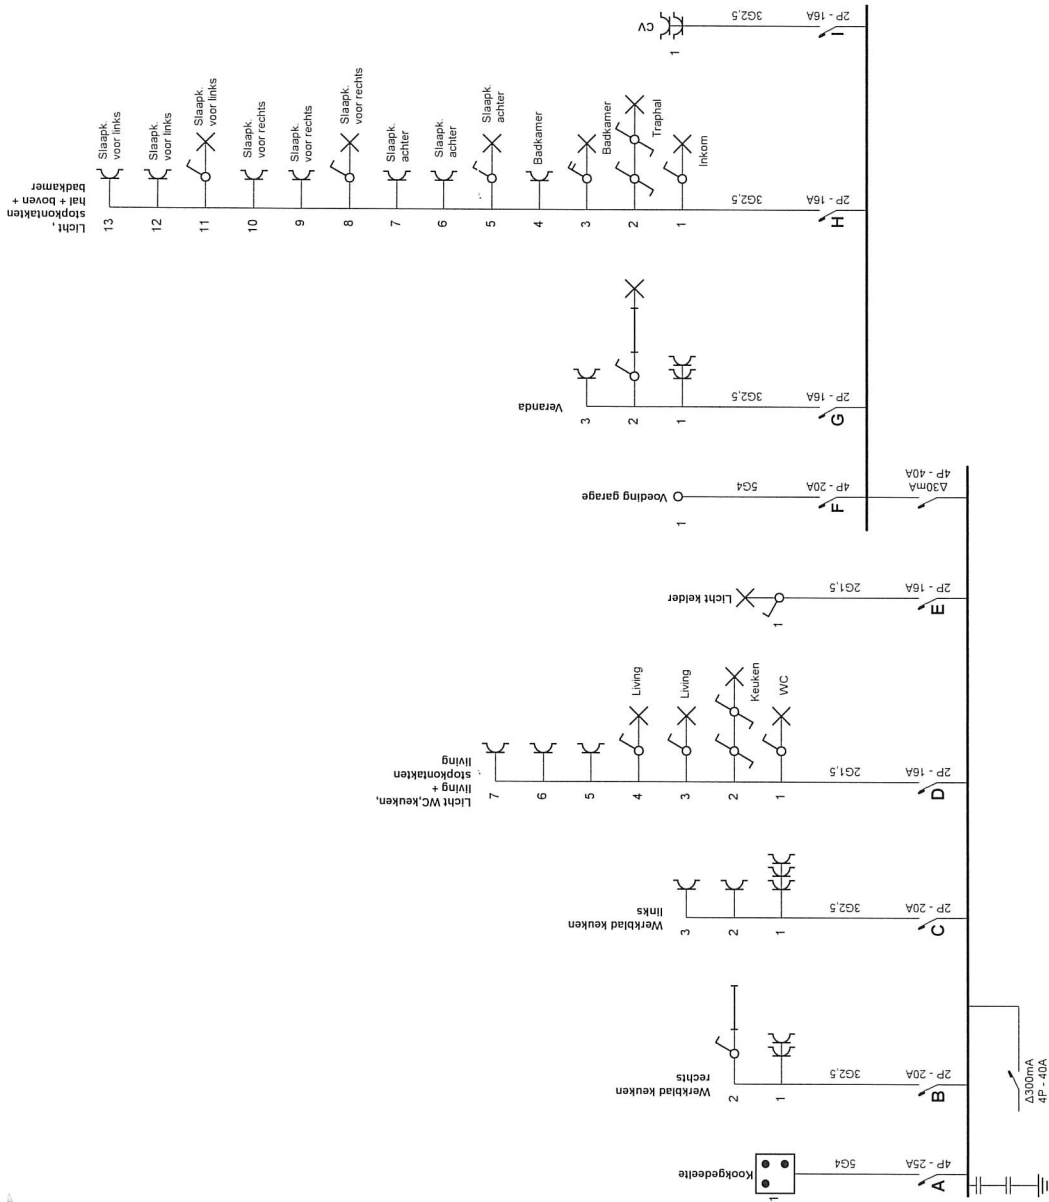 Kookgedeelte
1
5G4
4P - 25A
A
Werkblad keuken
rechts
2
1
3G2,5
2P - 20A
B
Δ300mA
4P - 40A
Werkblad keuken
links
3
2
1
3G2,5
2P - 20A
C
Licht WC,keuken,
living +
stopkontakten
living
7
6
5
4
Living
3
Living
2
Keuken
1
WC
2G1,5
2P - 16A
D
Licht kelder
1
2G1,5
2P - 16A
E
Voeding garage
1
5G4
4P - 20A
F
Δ30mA
4P - 40A
Veranda
3
2
1
3G2,5
2P - 16A
G
Licht ,
stopkontakten
hal + boven +
badkamer
13
Slaapk.
voor links
12
Slaapk.
voor links
11
Slaapk.
voor links
10
Slaapk.
voor rechts
9
Slaapk.
voor rechts
8
Slaapk.
voor rechts
7
Slaapk.
achter
6
Slaapk.
achter
5
Slaapk.
achter
4
Badkamer
3
Badkamer
2
Traphal
1
Inkom
3G2,5
2P - 16A
H
CV
1
3G2,5
2P - 16A
I